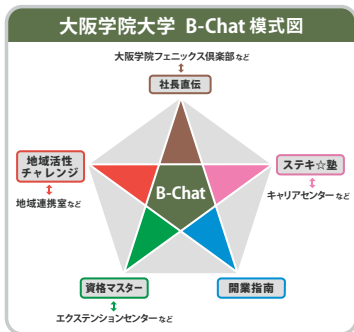 大阪学院大学 B-Chat 模式図
大阪学院フェニックス倶楽部など
社長直伝
地域活性
チャレンジ
地域連携室など
ステキ☆塾
キャリアセンターなど
B-Chat
資格マスター
エクステンションセンターなど
開業指南